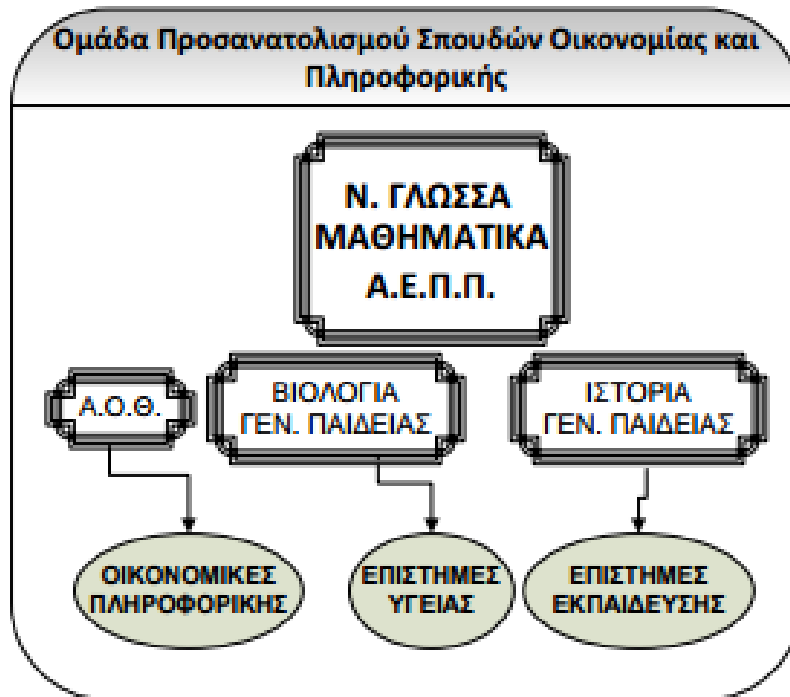 Ομάδα Προσανατολισμού Σπουδών Οικονομίας και
Πληροφορικής
Ν. ΓΛΩΣΣΑ
ΜΑΘΗΜΑΤΙΚΑ
Α.Ε.Π.Π.
Α.Ο.Θ.
ΒΙΟΛΟΓΙΑ
ΓΕΝ. ΠΑΙΔΕΙΑΣ
ΙΣΤΟΡΙΑ
ΓΕΝ. ΠΑΙΔΕΙΑΣ
ΟΙΚΟΝΟΜΙΚΕΣ
ΠΛΗΡΟΦΟΡΙΚΗΣ
ΕΠΙΣΤΗΜΕΣ
ΥΓΕΙΑΣ
ΕΠΙΣΤΗΜΕΣ
ΕΚΠΑΙΔΕΥΣΗΣ